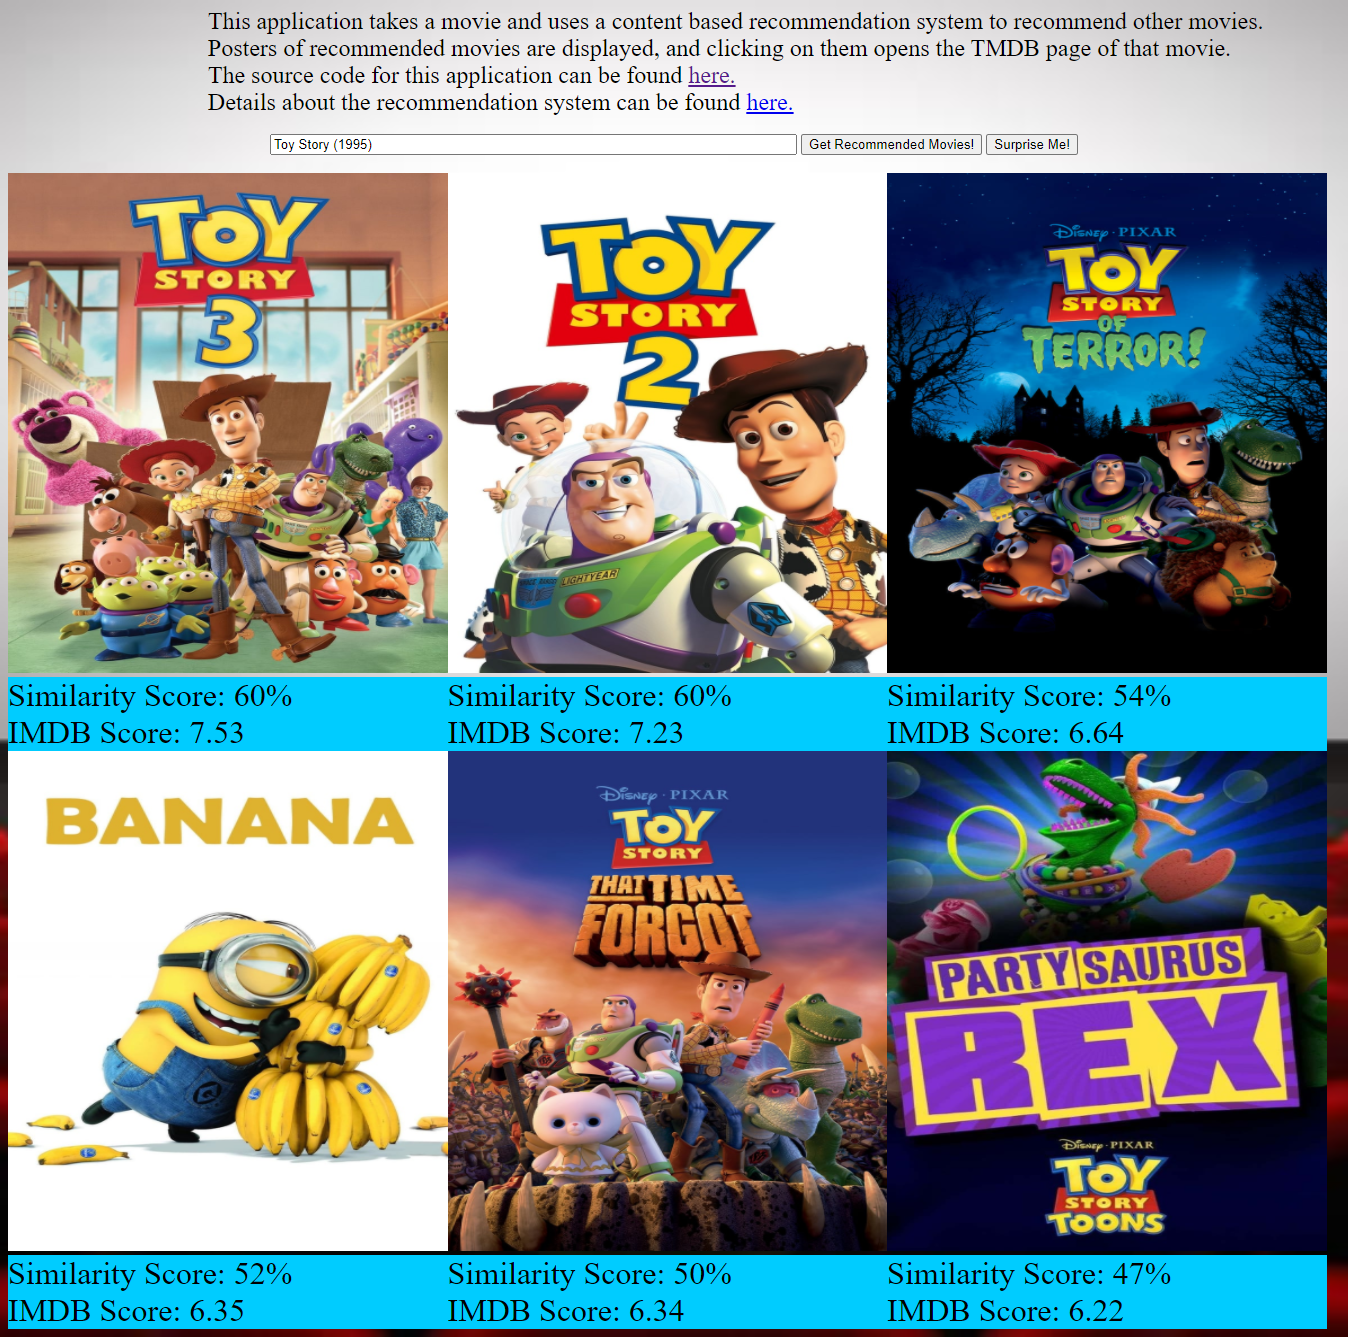 This application takes a movie and uses a content based recommendation system to recommend other movies.
Posters of recommended movies are displayed, and clicking on them opens the TMDB page of that movie.
The source code for this application can be found here.
Details about the recommendation system can be found here.
Toy Story (1995) Get Recommended Movies! Surprise Me!
TOY
STORY
3
TOY
STORY
2
LIGHTYEAR
DISNEY · PIXAR
TOY
STORY
OF
TERROR!
Similarity Score: 60%
IMDB Score: 7.53
Similarity Score: 60%
IMDB Score: 7.23
Similarity Score: 54%
IMDB Score: 6.64
BANANA
DISNEY · PIXAR
TOY
STORY
THAT TIME
FORGOT
PARTYSAURUS
REX
DISNEY · PIXAR
TOY
STORY
TOONS
Similarity Score: 52%
IMDB Score: 6.35
Similarity Score: 50%
IMDB Score: 6.34
Similarity Score: 47%
IMDB Score: 6.22